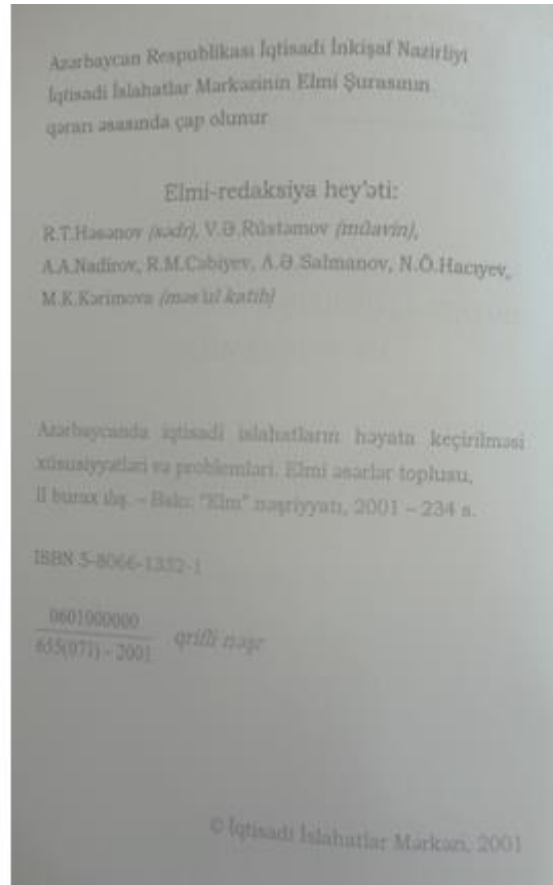 Azərbaycan Respublikası İqtisadi İnkişaf Nazirliyi
İqtisadi İslahatlar Mərkəzinin Elmi Şurasının
qərarı əsasında çap olunur
Elmi-redaksiya hey'əti:
R.T.Həsənov (sədr), V.Ə.Rüstəmov (müavin),
A.A.Nadirov, R.M.Cəbiyev, A.Ə.Salmanov, N.Ö.Hacıyev,
M.K.Kərimova (məs'ul katib)
Azərbaycanda iqtisadi islahatların həyata keçirilməsi
xüsusiyyətləri və problemləri. Elmi əsərlər toplusu,
II burax ılış. – Bakı: "Elm" nəşriyyatı, 2001 – 234 s.
ISBN 5-8066-1332-1
0601000000
655(07)) - 2001 qrifli nəşr
© İqtisadi İslahatlar Mərkəzi, 2001